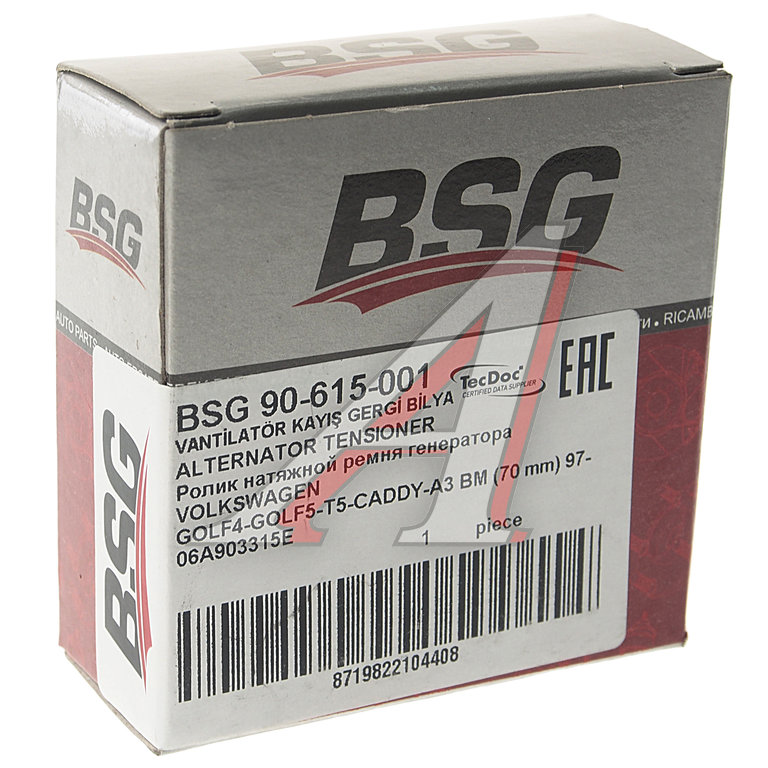 BSG
BSG
BSG
AUTO PARTS •
ТИ • RICAMB
BSG 90-615-001
VANTİLATÖR KAYIŞ GERGİ BİLYA
ALTERNATOR TENSIONER
Ролик натяжной ремня генератора
VOLKSWAGEN
GOLF4-GOLF5-T5-CADDY-A3 BM (70 mm) 97-
06A903315E 1 piece
TecDoc
CERTIFIED DATA SUPPLIER
EAC
8719822104408
BSG